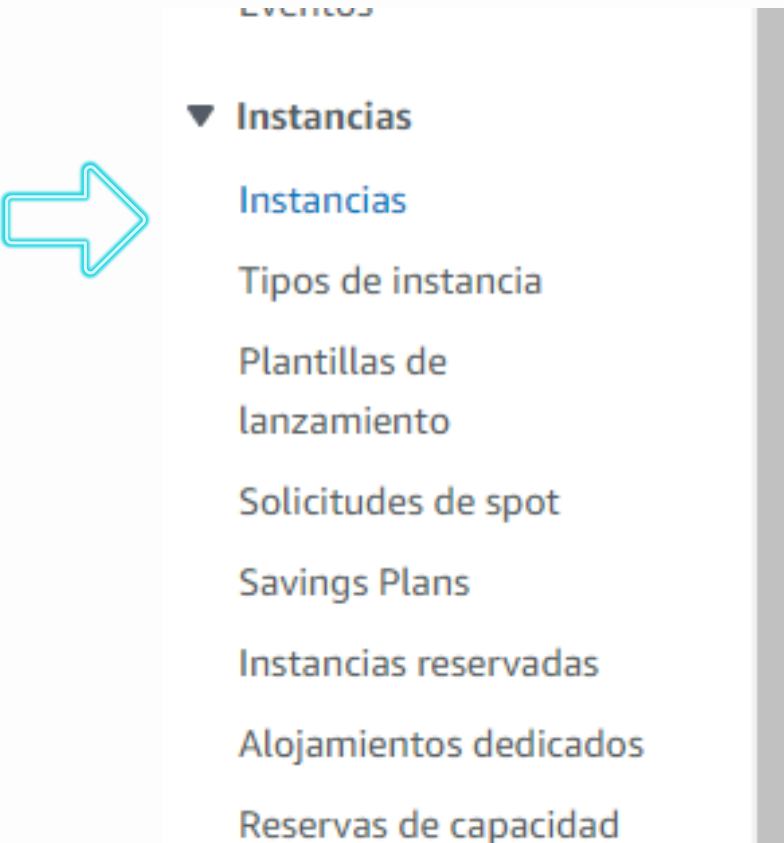 Eventos
Instancias
Instancias
Tipos de instancia
Plantillas de
lanzamiento
Solicitudes de spot
Savings Plans
Instancias reservadas
Alojamientos dedicados
Reservas de capacidad